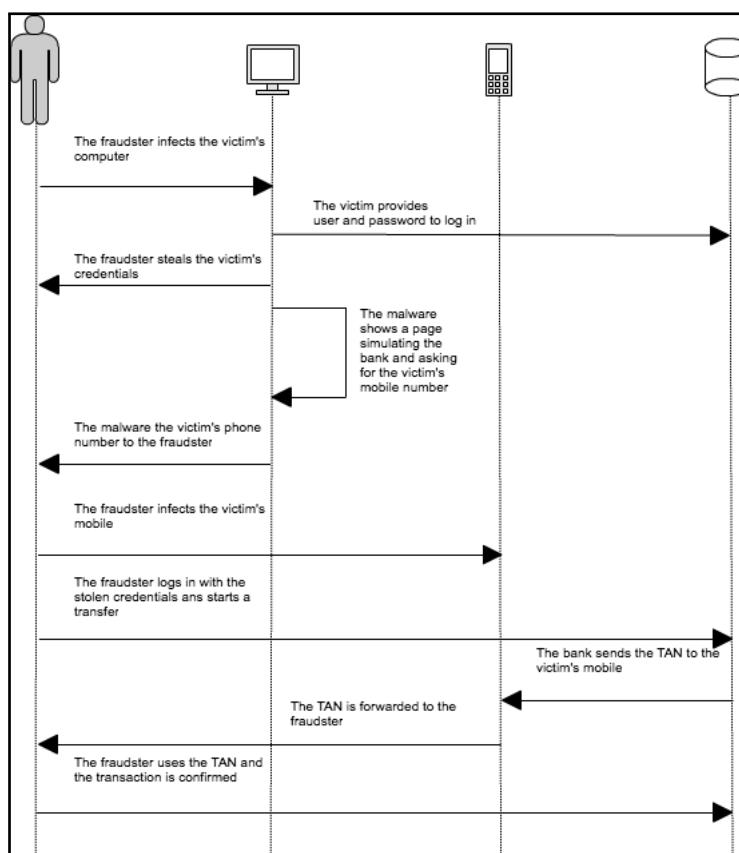 The fraudster infects the victim's
computer
The victim provides
user and password to log in
The fraudster steals the victim's
credentials
The malware
shows a page
simulating the
bank and asking
for the victim's
mobile number
The malware the victim's phone
number to the fraudster
The fraudster infects the victim's
mobile
The fraudster logs in with the
stolen credentials ans starts a
transfer
The bank sends the TAN to the
victim's mobile
The TAN is forwarded to the
fraudster
The fraudster uses the TAN and
the transaction is confirmed